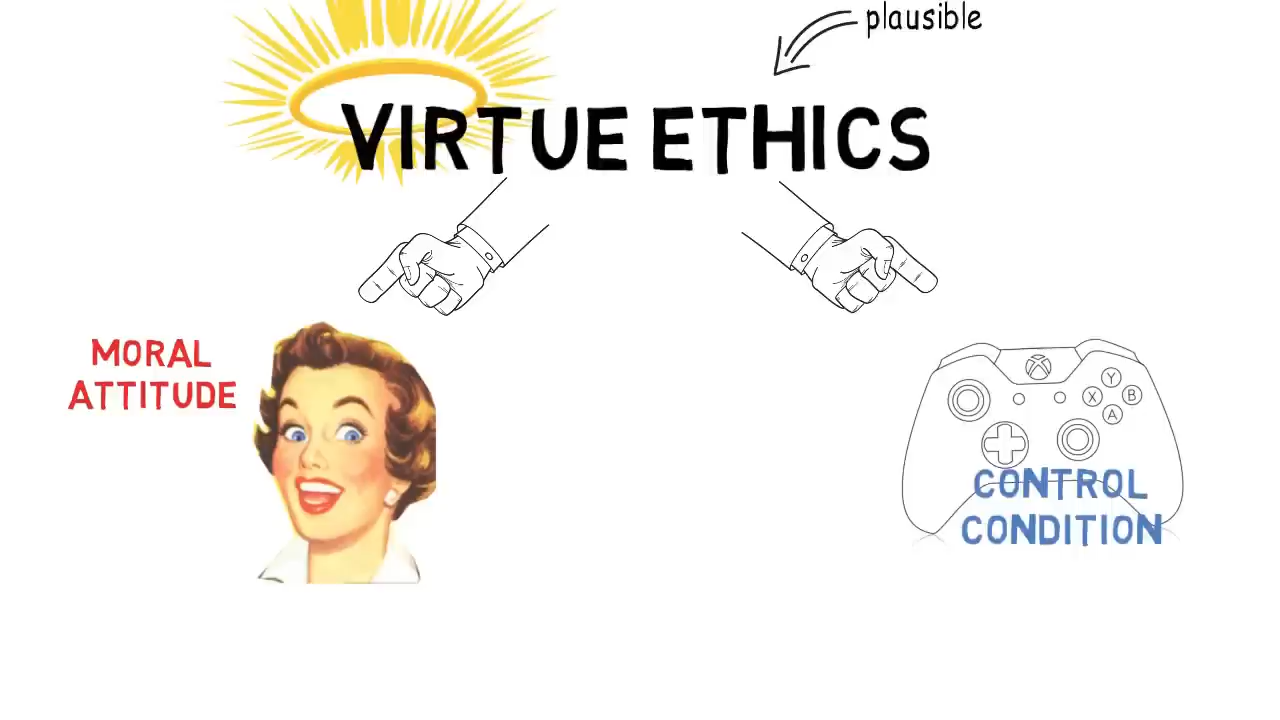 plausible
VIRTUE ETHICS
MORAL
ATTITUDE
Y
X B
A
CONTROL
CONDITION